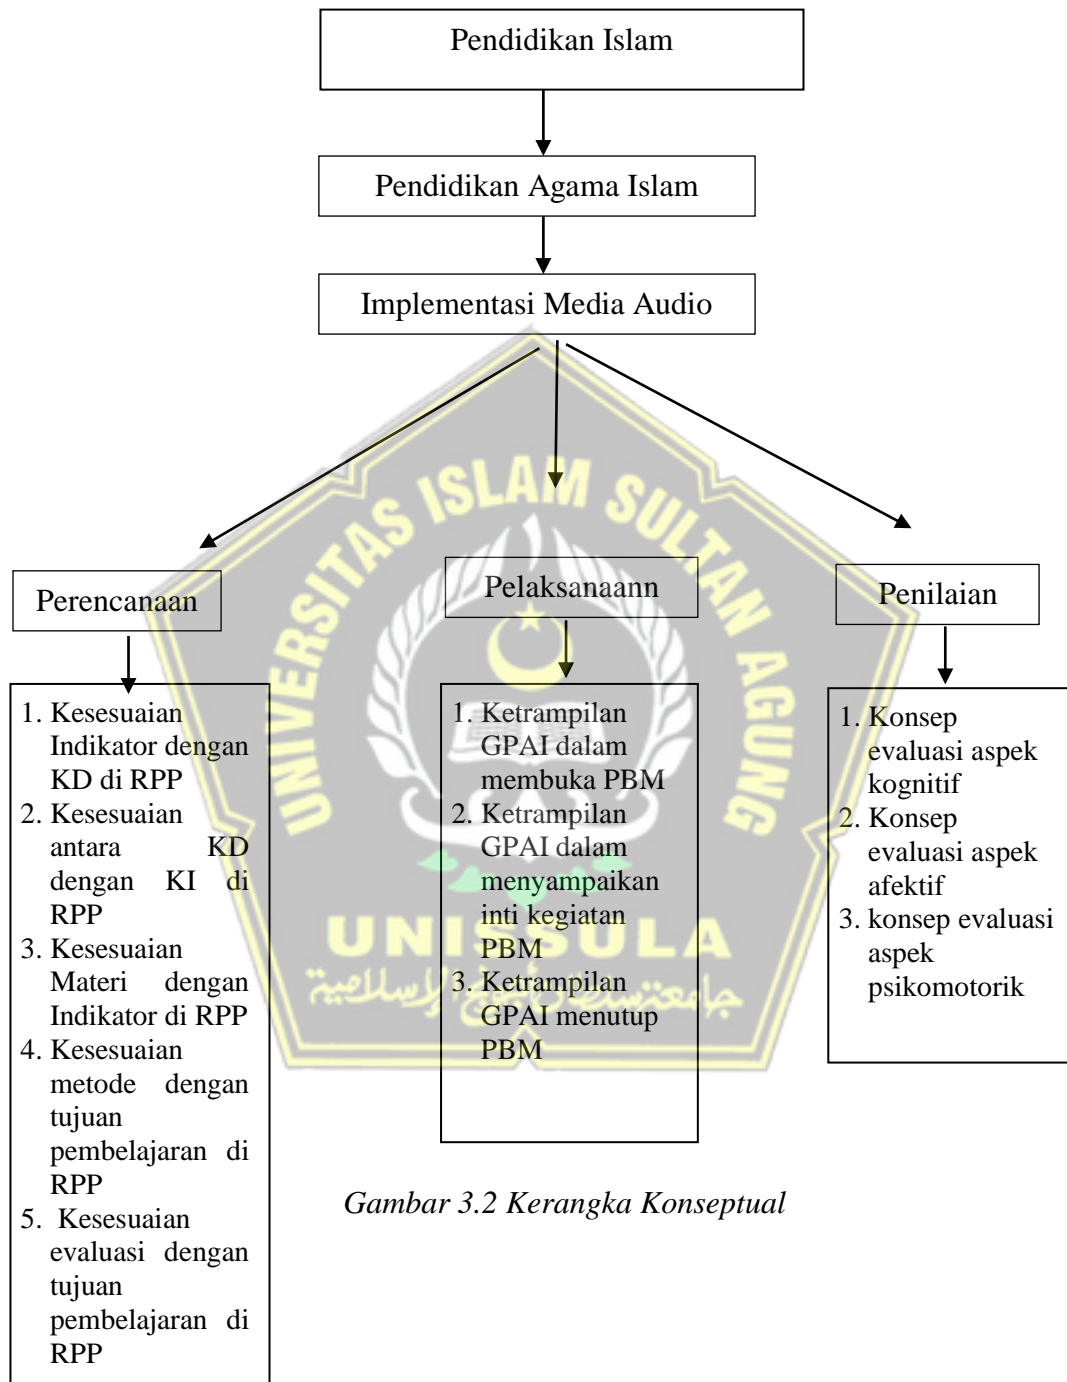 Pendidikan Islam
Pendidikan Agama Islam
Implementasi Media Audio
Perencanaan
Pelaksanaann
Penilaian
1. Kesesuaian
Indikator dengan
KD di RPP
2. Kesesuaian
antara KD
dengan KI di
RPP
3. Kesesuaian
Materi dengan
Indikator di RPP
4. Kesesuaian
metode dengan
tujuan
pembelajaran di
RPP
5. Kesesuaian
evaluasi dengan
tujuan
pembelajaran di
RPP
1. Ketrampilan
GPAI dalam
membuka PBM
2. Ketrampilan
GPAI dalam
menyampaikan
inti kegiatan
PBM
3. Ketrampilan
GPAI menutup
PBM
1. Konsep
evaluasi aspek
kognitif
2. Konsep
evaluasi aspek
afektif
3. konsep evaluasi
aspek
psikomotorik
Gambar 3.2 Kerangka Konseptual
UNIVERSITAS ISLAM SULTAN AGUNG
UNISSULA
جامعة سلطان أجونج الإسلامية